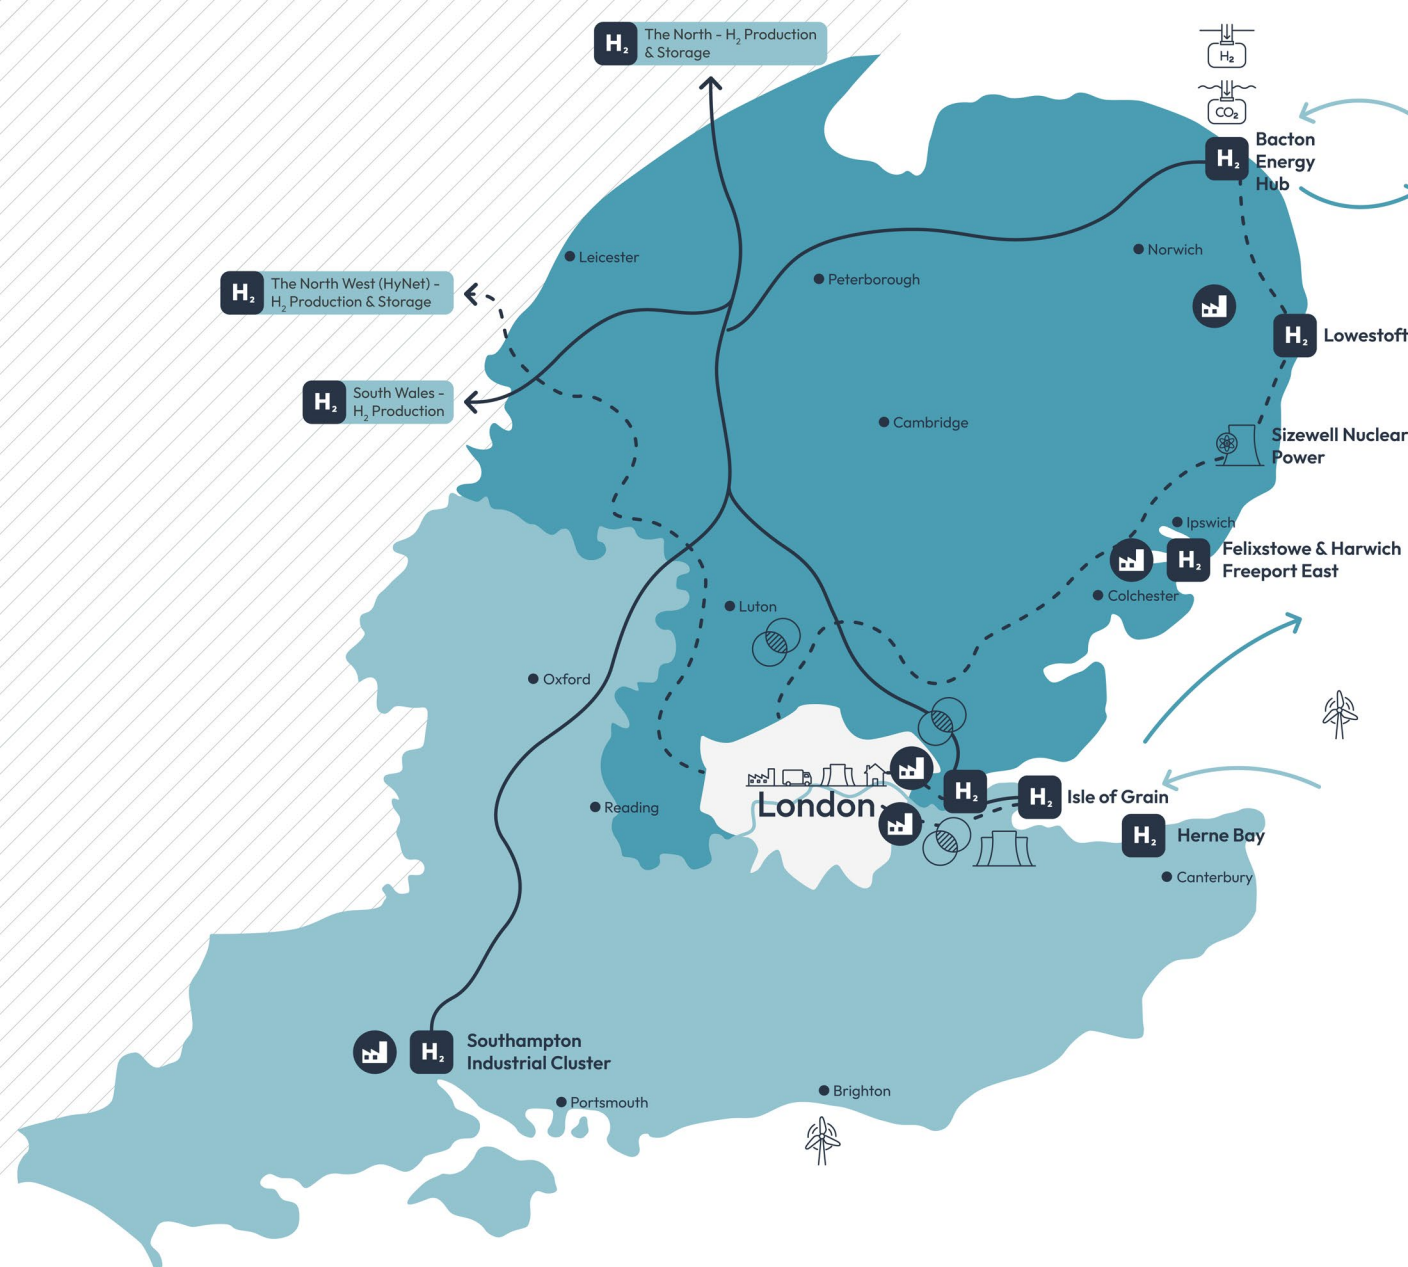 H₂
The North - H₂ Production
& Storage
H₂
CO₂
H₂
Bacton
Energy
Hub
Norwich
Leicester
Peterborough
H₂
The North West (HyNet) -
H₂ Production & Storage
H₂
Lowestoft
H₂
South Wales -
H₂ Production
Cambridge
Sizewell Nuclear
Power
Ipswich
H₂
Felixstowe & Harwich
Freeport East
Colchester
Luton
Oxford
London
Reading
H₂
H₂
Isle of Grain
H₂
Herne Bay
Canterbury
H₂
Southampton
Industrial Cluster
Portsmouth
Brighton